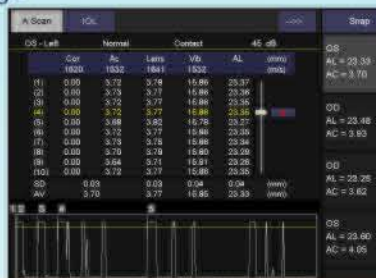 A Scan IOL ->> Snap
OS - Left Normal Contact 45 dB
Cor Ac Lens Vit AL (mm)
1620 1532 1641 1532 (m/s)
(1) 0.00 3.72 3.78 15.86 23.37
(2) 0.00 3.73 3.77 15.86 23.36
(3) 0.00 3.72 3.77 15.86 23.35
(4) 0.00 3.72 3.77 15.86 23.35
(5) 0.00 3.68 3.82 15.78 23.27
(6) 0.00 3.72 3.77 15.86 23.35
(7) 0.00 3.73 3.75 15.86 23.34
(8) 0.00 3.70 3.79 15.80 23.29
(9) 0.00 3.64 3.71 15.91 23.26
(10) 0.00 3.72 3.77 15.86 23.35
SD 0.03 0.03 0.04 0.04 (mm)
AV 3.70 3.77 15.85 23.33 (mm)
OS
AL = 23.33
AC = 3.70
OD
AL = 23.48
AC = 3.93
OD
AL = 23.25
AC = 3.62
OS
AL = 23.60
AC = 4.05